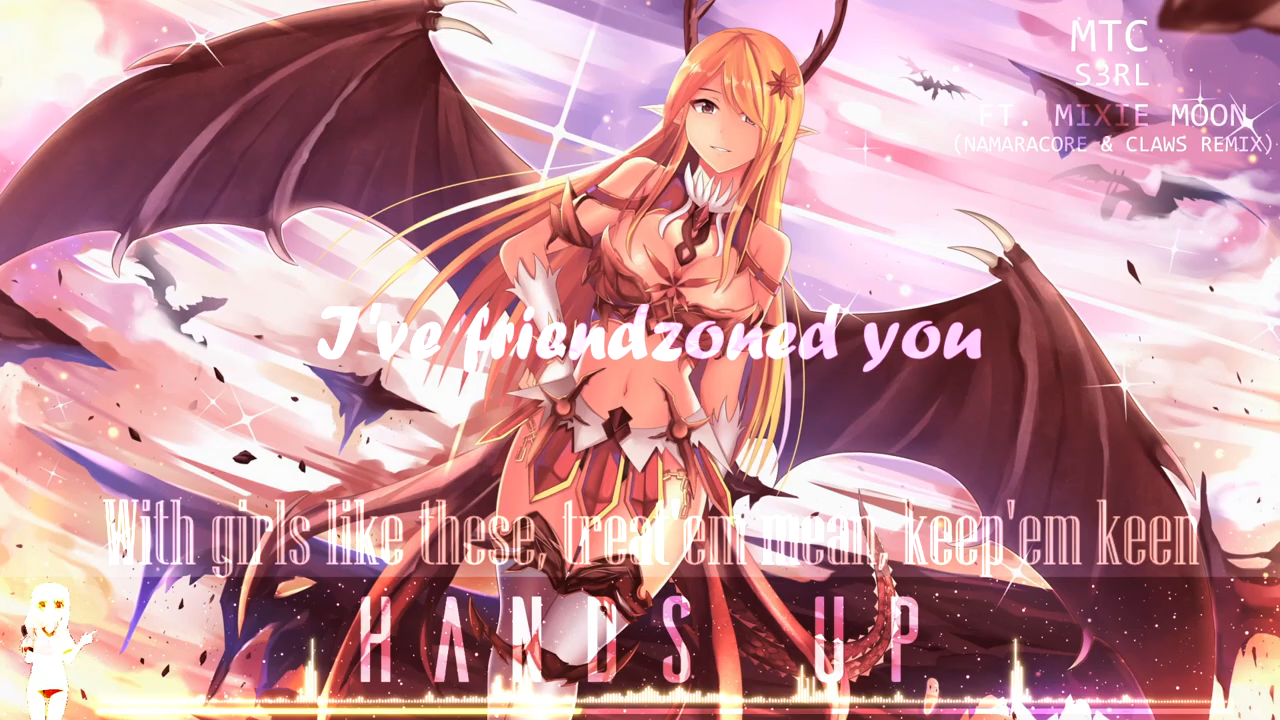 MTC
S3RL
FT. MIXIE MOON
(NAMARACORE & CLAWS REMIX)
I've friendzoned you
With girls like these, treat em mean, keep'em keen
HANDS UP